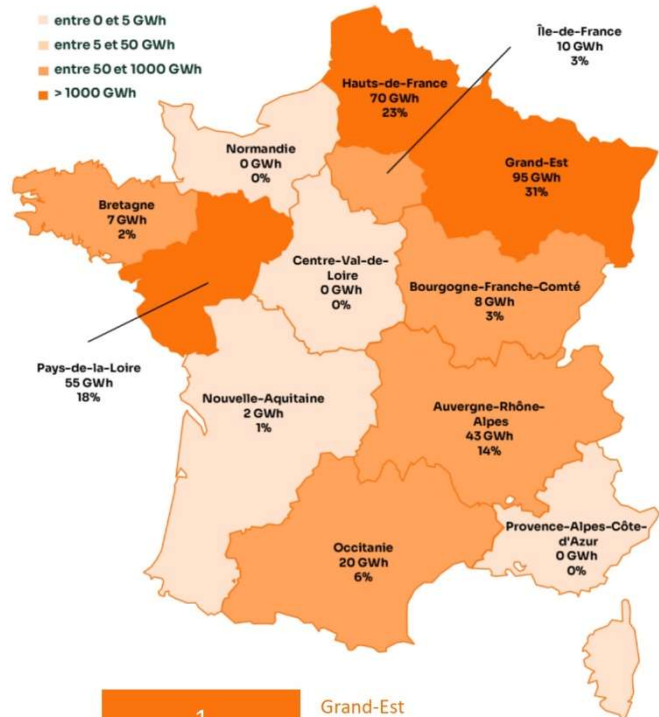 entre 0 et 5 GWh
entre 5 et 50 GWh
entre 50 et 1000 GWh
> 1000 GWh
Île-de-France
10 GWh
3%
Hauts-de-France
70 GWh
23%
Normandie
0 GWh
0%
Grand-Est
95 GWh
31%
Bretagne
7 GWh
2%
Centre-Val-de-
Loire
0 GWh
0%
Bourgogne-Franche-Comté
8 GWh
3%
Pays-de-la-Loire
55 GWh
18%
Nouvelle-Aquitaine
2 GWh
1%
Auvergne-Rhône-
Alpes
43 GWh
14%
Provence-Alpes-Côte-
d'Azur
0 GWh
0%
Occitanie
20 GWh
6%
1
Grand-Est